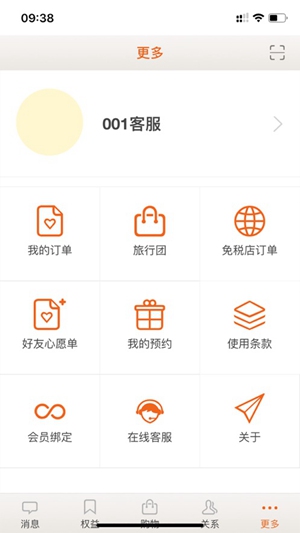 09:38
更多
001客服
我的订单
旅行团
免税店订单
好友心愿单
我的预约
使用条款
会员绑定
在线客服
关于
消息
权益
购物
关系
更多